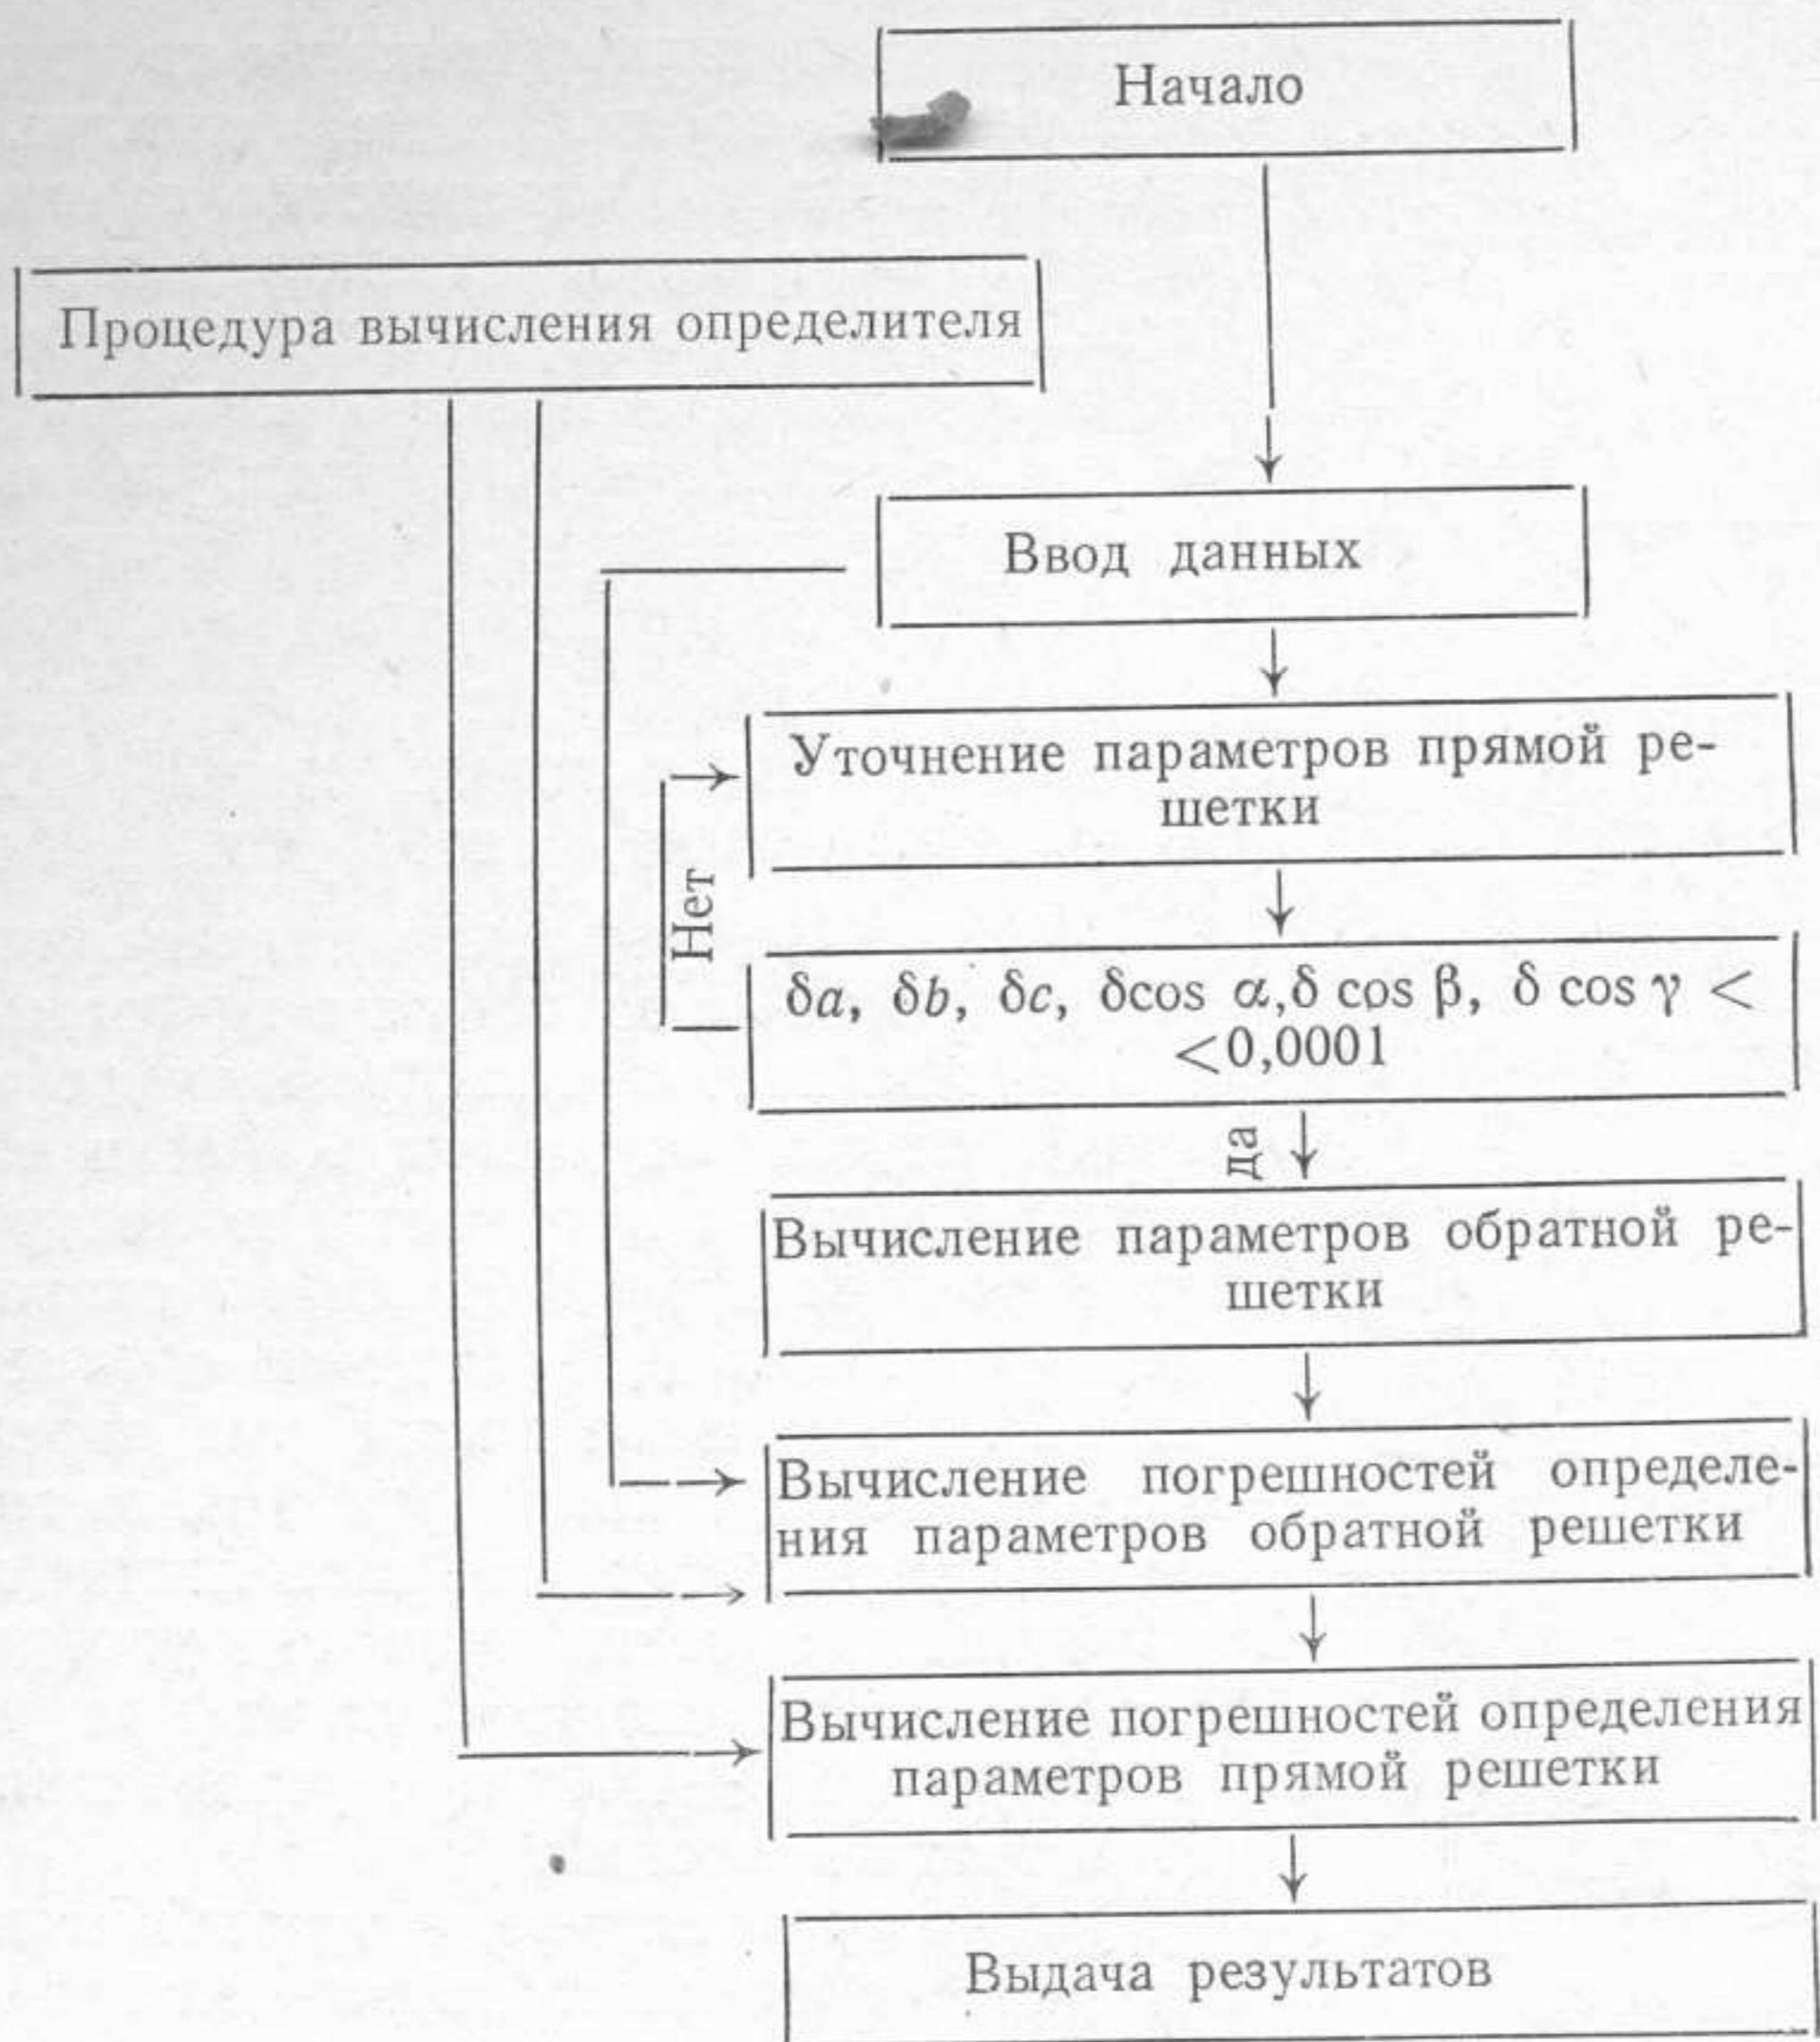 Начало
Процедура вычисления определителя
Ввод данных
Уточнение параметров прямой ре-
шетки
Нет
δa, δb, δc, δcos α,δ cos β, δ cos γ <
<0,0001
да
Вычисление параметров обратной ре-
шетки
Вычисление погрешностей определе-
ния параметров обратной решетки
Вычисление погрешностей определения
параметров прямой решетки
Выдача результатов